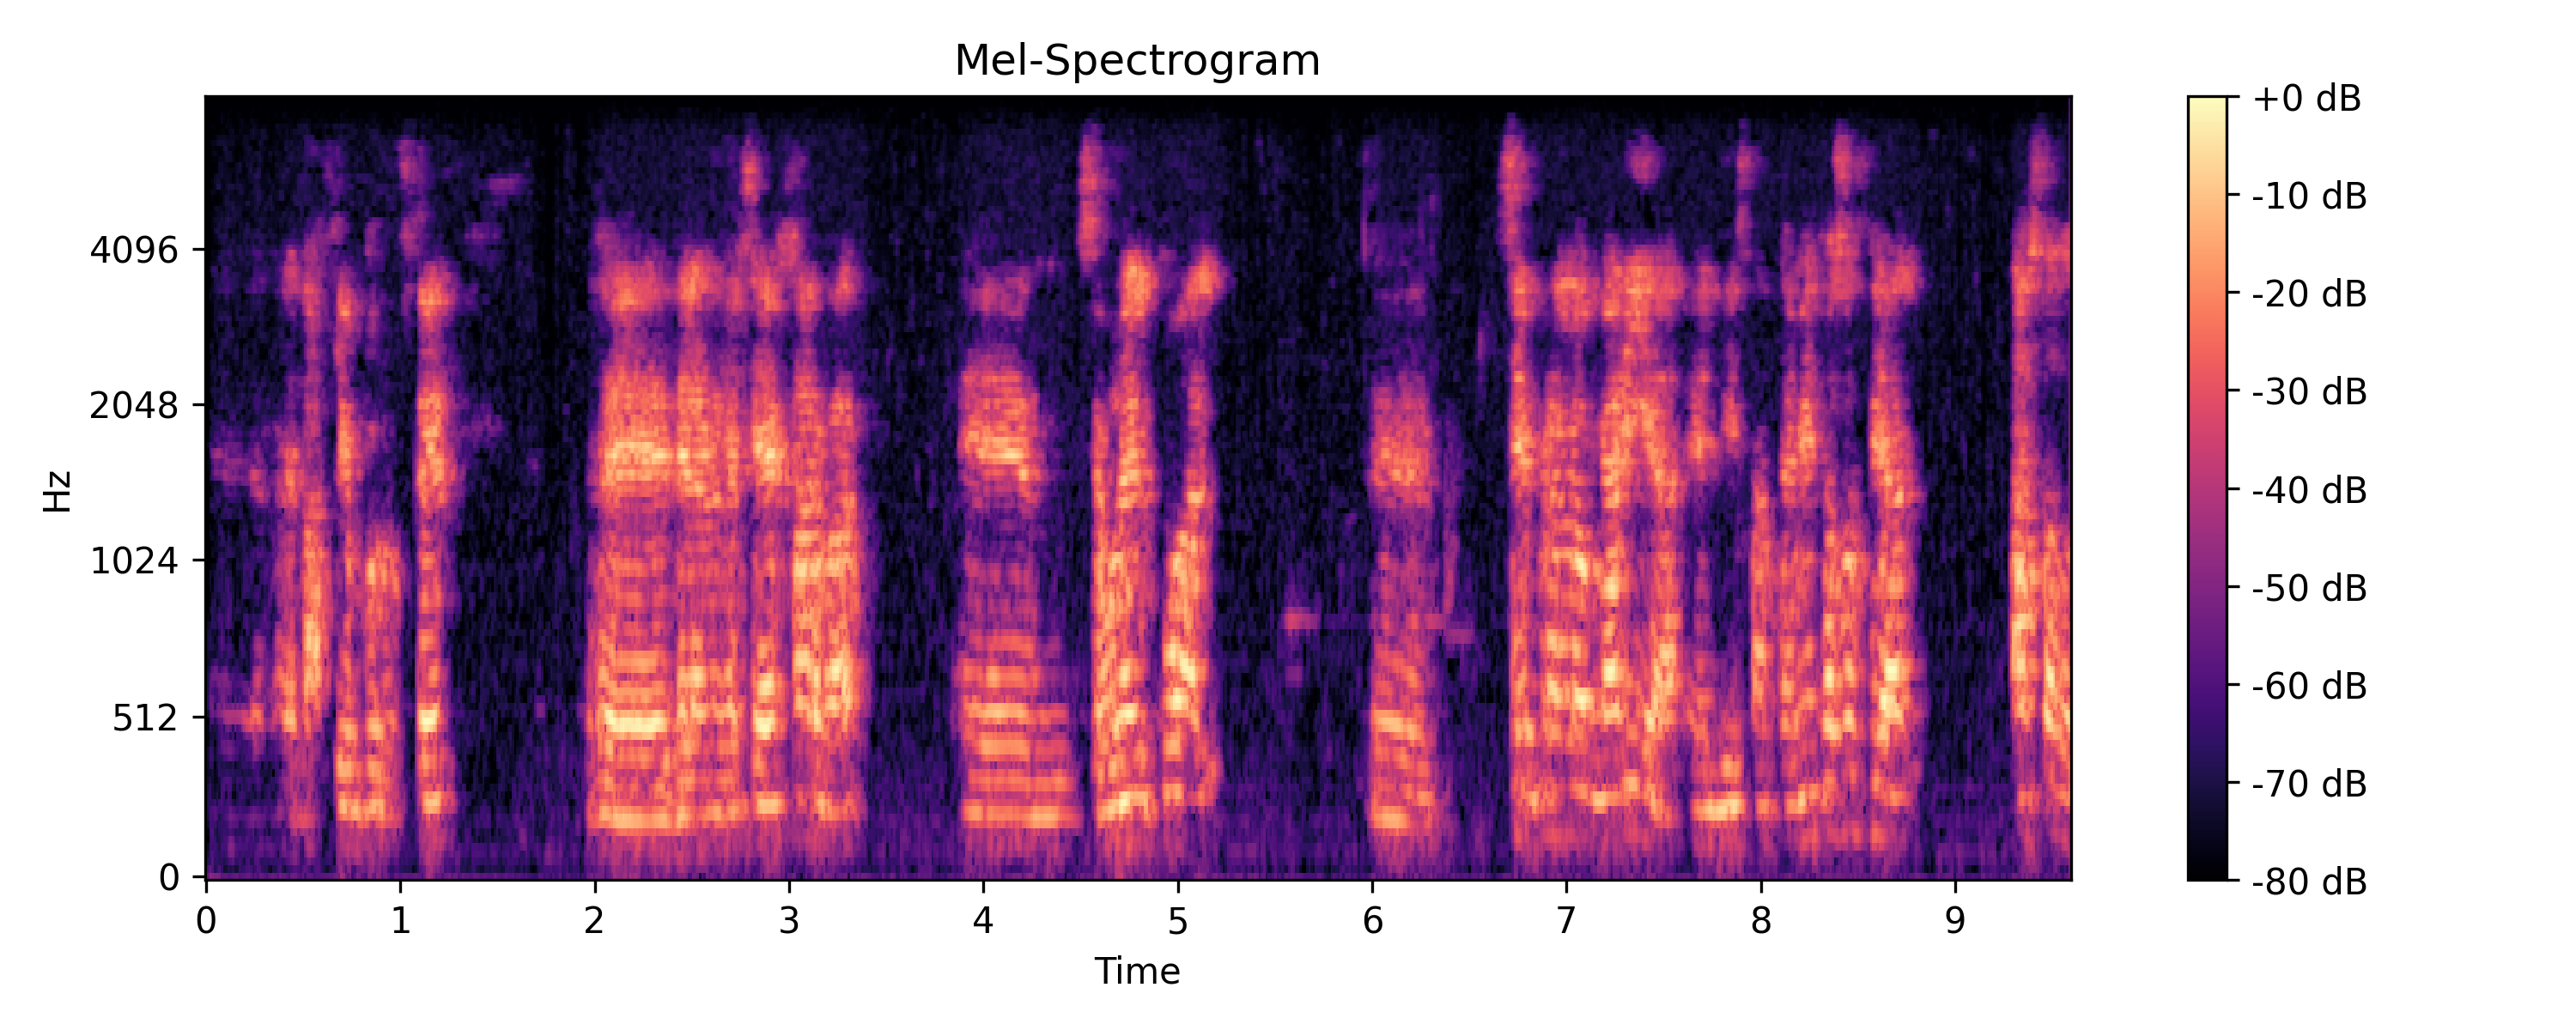 Mel-Spectrogram
+0 dB
-10 dB
-20 dB
-30 dB
-40 dB
-50 dB
-60 dB
-70 dB
-80 dB
Hz
4096
2048
1024
512
0
0 1 2 3 4 5 6 7 8 9
Time